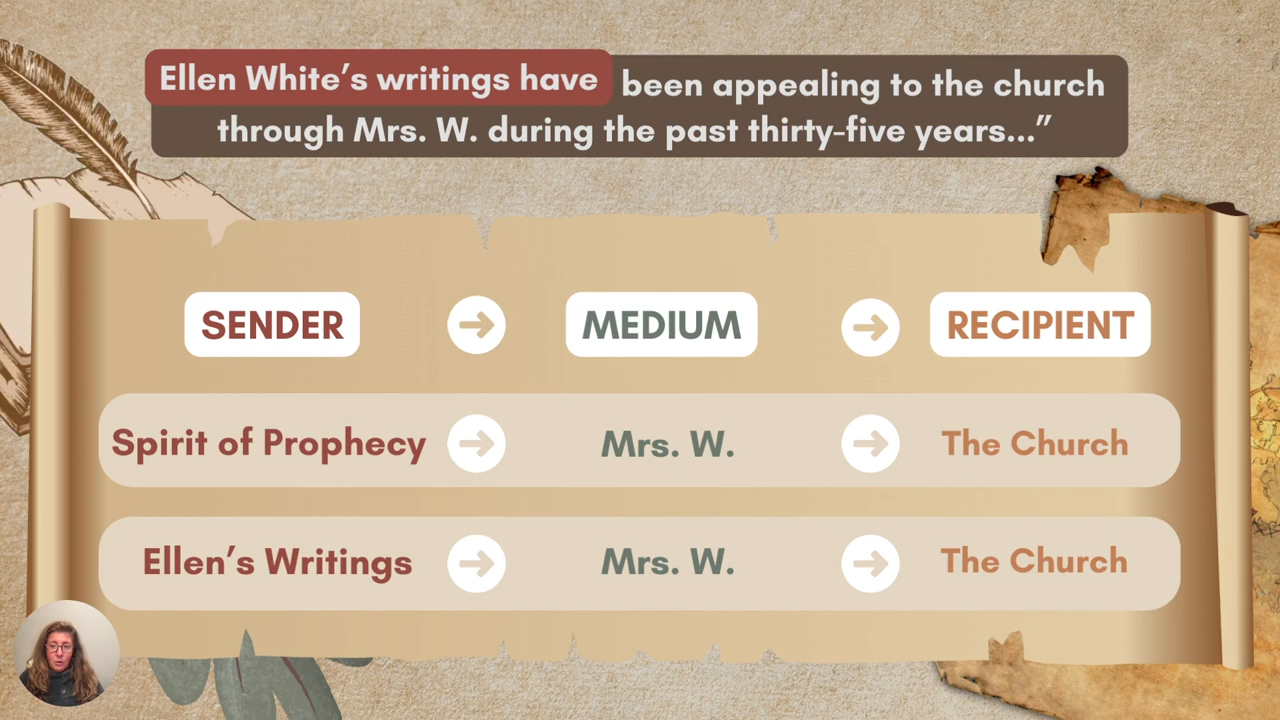 Ellen White’s writings have been appealing to the church
through Mrs. W. during the past thirty-five years...”
SENDER MEDIUM RECIPIENT
Spirit of Prophecy Mrs. W. The Church
Ellen’s Writings Mrs. W. The Church